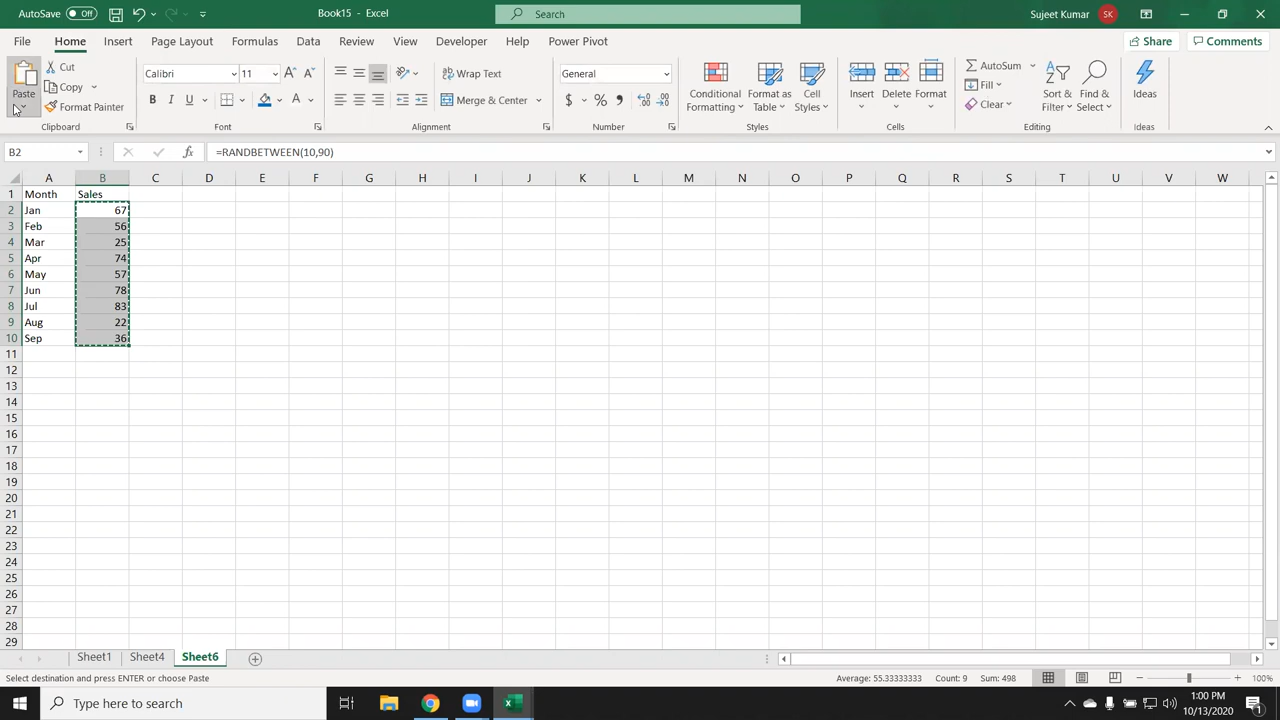 AutoSave Off Book15 - Excel Search Sujeet Kumar SK
File Home Insert Page Layout Formulas Data Review View Developer Help Power Pivot Share Comments
Paste Cut Copy Format Painter Clipboard
Calibri 11 A A B I U A Font
Wrap Text Merge & Center Alignment
General $ % , Number
Conditional Formatting Format as Table Cell Styles Styles
Insert Delete Format Cells
AutoSum Fill Clear Sort & Filter Find & Select Editing
Ideas Ideas
B2 fx =RANDBETWEEN(10,90)
A B C D E F G H I J K L M N O P Q R S T U V W
1 Month Sales
2 Jan 67
3 Feb 56
4 Mar 25
5 Apr 74
6 May 57
7 Jun 78
8 Jul 83
9 Aug 22
10 Sep 36
11
12
13
14
15
16
17
18
19
20
21
22
23
24
25
26
27
28
29
Sheet1 Sheet4 Sheet6
Select destination and press ENTER or choose Paste Average: 55.33333333 Count: 9 Sum: 498 100%
Type here to search 1:00 PM
10/13/2020